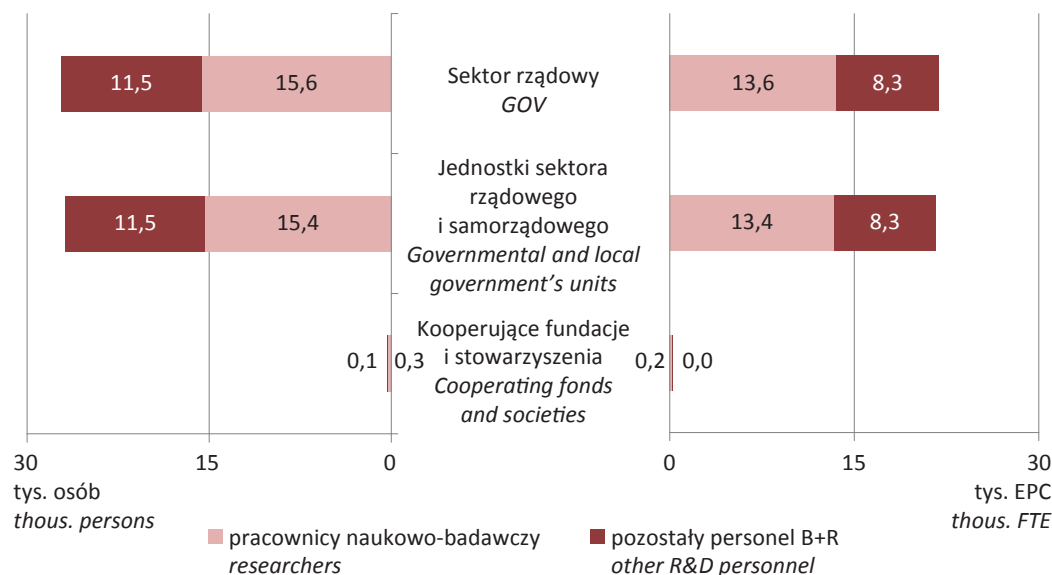 11,5
15,6
Sektor rządowy
GOV
13,6
8,3
11,5
15,4
Jednostki sektora
rządowego
i samorządowego
Governmental and local
government's units
13,4
8,3
0,1
0,3
Kooperujące fundacje
i stowarzyszenia
Cooperating fonds
and societies
0,2
0,0
30
15
0
0
15
30
tys. osób
thous. persons
tys. EPC
thous. FTE
pracownicy naukowo-badawczy
researchers
pozostały personel B+R
other R&D personnel